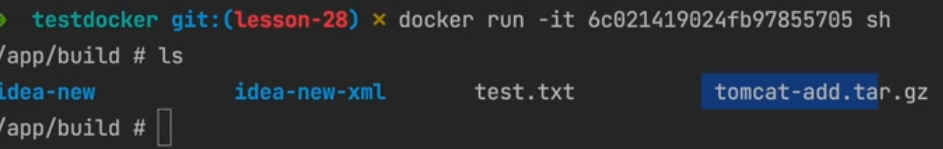 testdocker git:(lesson-28) ✗ docker run -it 6c021419024fb97855705 sh
/app/build # ls
idea-new idea-new-xml test.txt tomcat-add.tar.gz
/app/build #